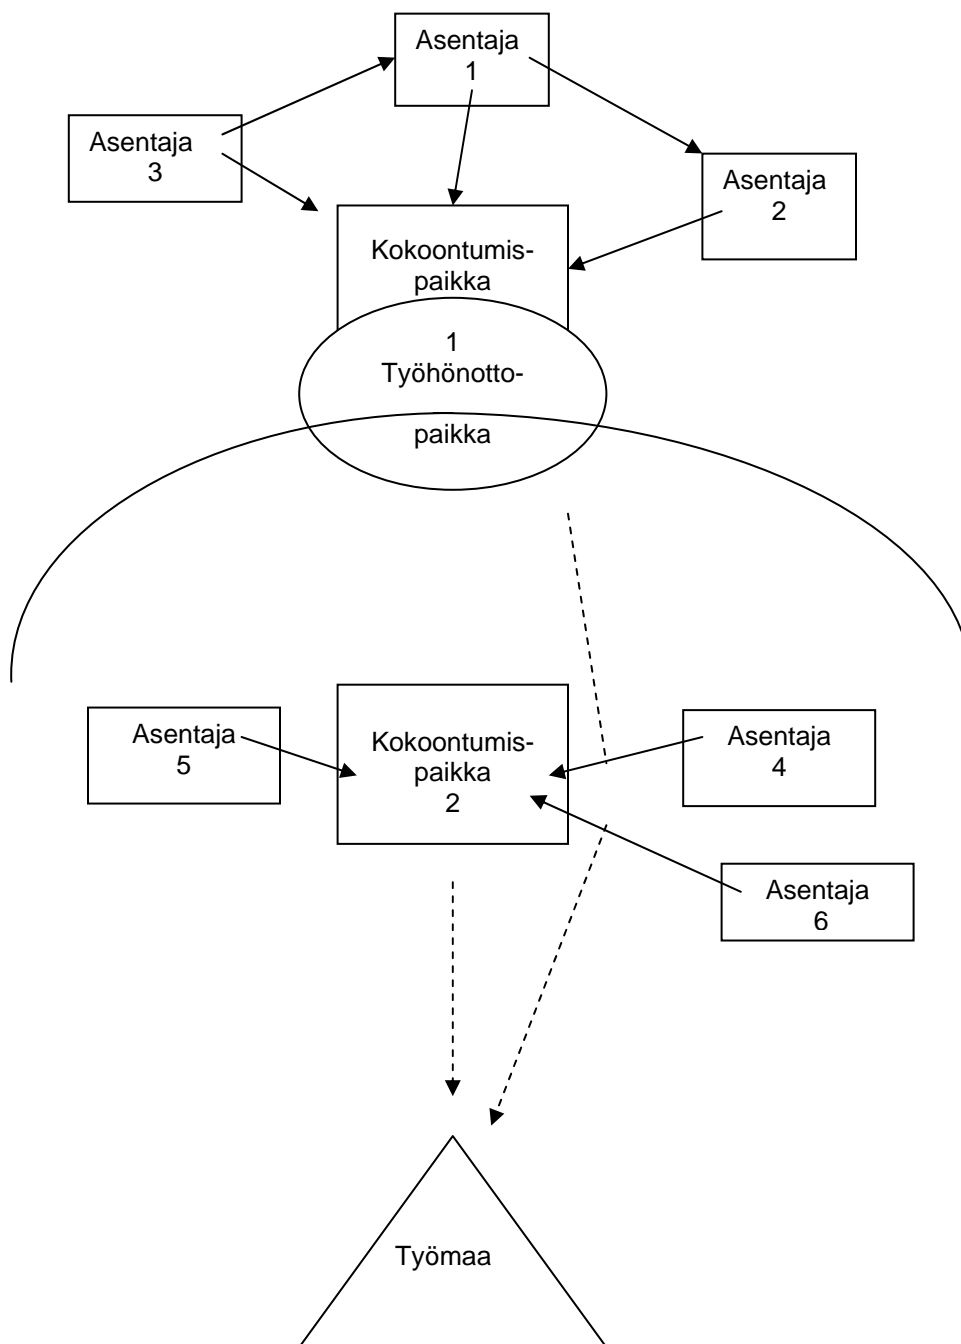 Asentaja
1
Asentaja
3
Asentaja
2
Kokoontumis-
paikka
1
Työhönotto-
paikka
Asentaja
5
Kokoontumis-
paikka
2
Asentaja
4
Asentaja
6
Työmaa